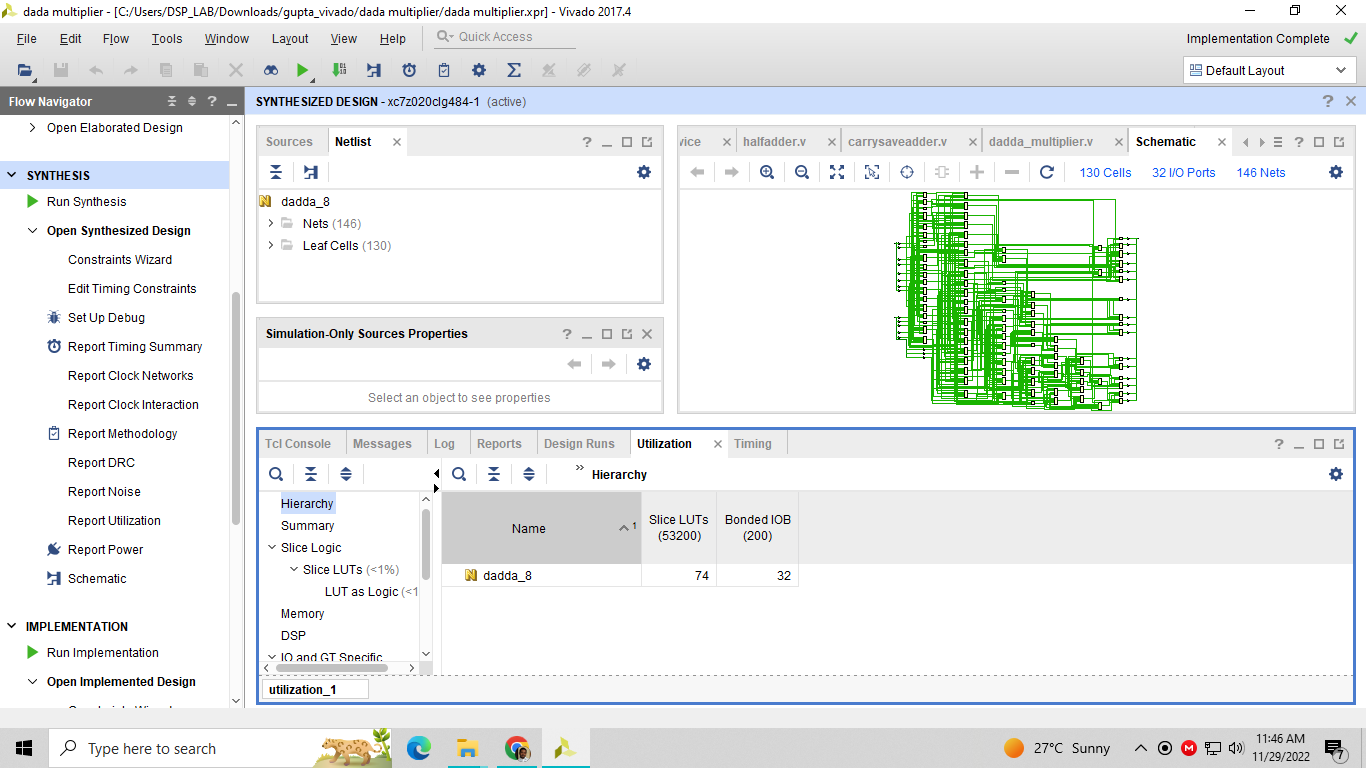 dada multiplier - [C:/Users/DSP_LAB/Downloads/gupta_vivado/dada multiplier/dada multiplier.xpr] - Vivado 2017.4
File Edit Flow Tools Window Layout View Help Quick Access
Implementation Complete
Default Layout
Flow Navigator
Open Elaborated Design
SYNTHESIS
Run Synthesis
Open Synthesized Design
Constraints Wizard
Edit Timing Constraints
Set Up Debug
Report Timing Summary
Report Clock Networks
Report Clock Interaction
Report Methodology
Report DRC
Report Noise
Report Utilization
Report Power
Schematic
IMPLEMENTATION
Run Implementation
Open Implemented Design
SYNTHESIZED DESIGN - xc7z020clg484-1 (active)
Sources Netlist
dadda_8
Nets (146)
Leaf Cells (130)
Simulation-Only Sources Properties
Select an object to see properties
vice halfadder.v carrysaveadder.v dadda_multiplier.v Schematic
130 Cells 32 I/O Ports 146 Nets
Tcl Console Messages Log Reports Design Runs Utilization Timing
Hierarchy
Hierarchy
Summary
Slice Logic
Slice LUTs (<1%)
LUT as Logic (<1
Memory
DSP
IO and GT Specific
Name 1 Slice LUTs (53200) Bonded IOB (200)
dadda_8 74 32
utilization_1
Type here to search
27°C Sunny
11:46 AM
11/29/2022
7